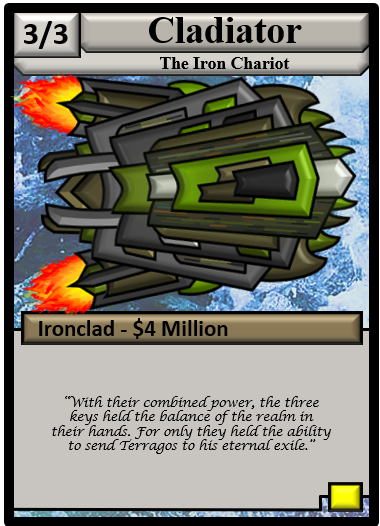 3/3
Cladiator
The Iron Chariot
Ironclad - $4 Million
"With their combined power, the three
keys held the balance of the realm in
their hands. For only they held the ability
to send Terragos to his eternal exile."